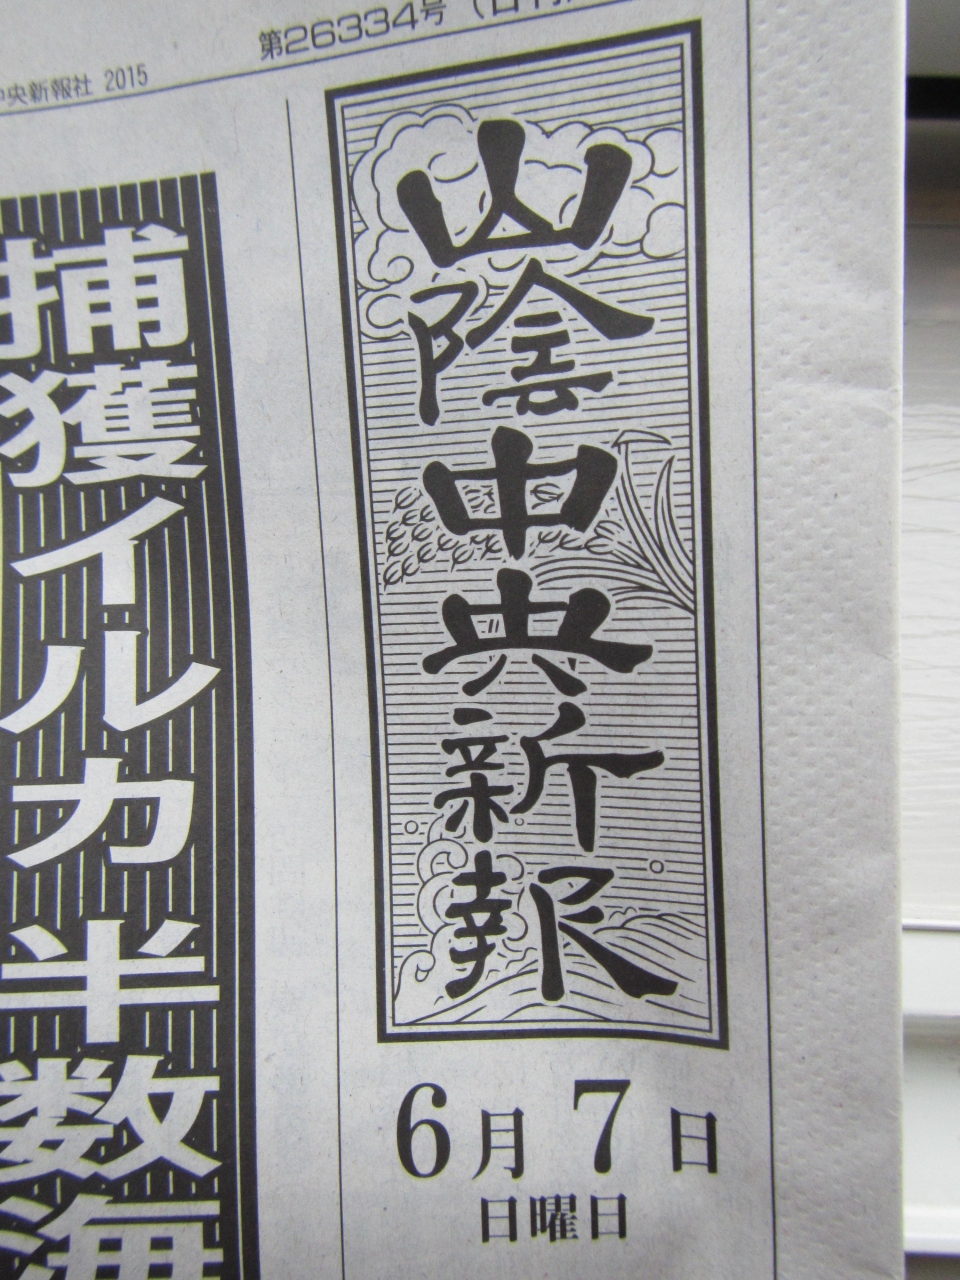 第26334号
中央新報社 2015
山陰中央新報
6月7日
日曜日
捕獲イルカ半数海